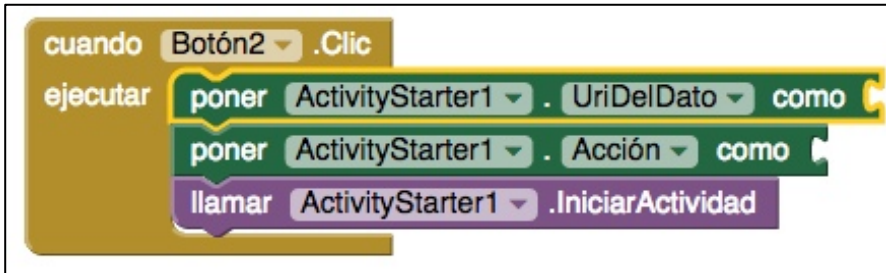 cuando Botón2 .Clic
ejecutar poner ActivityStarter1 . UriDelDato como
poner ActivityStarter1 . Acción como
llamar ActivityStarter1 .IniciarActividad